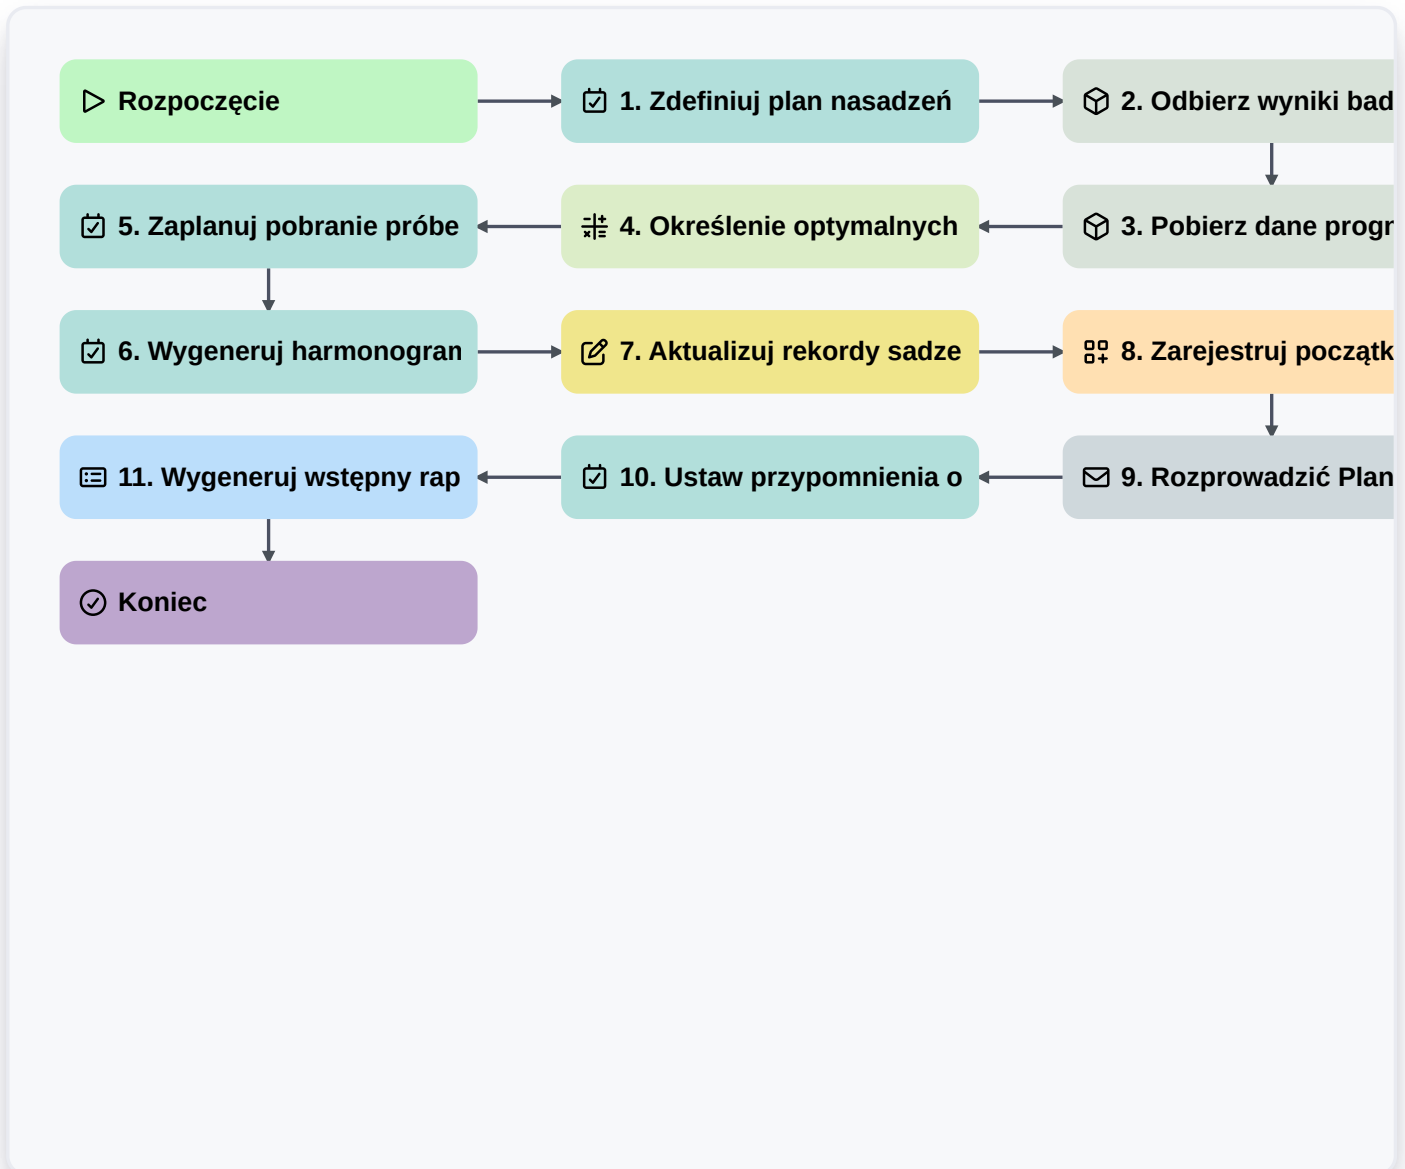 Rozpoczęcie
1. Zdefiniuj plan nasadzeń
2. Odbierz wyniki bad
3. Pobierz dane progr
4. Określenie optymalnych
5. Zaplanuj pobranie próbe
6. Wygeneruj harmonogram
7. Aktualizuj rekordy sadze
8. Zarejestruj początk
9. Rozprowadzić Plan
10. Ustaw przypomnienia o
11. Wygeneruj wstępny rap
Koniec